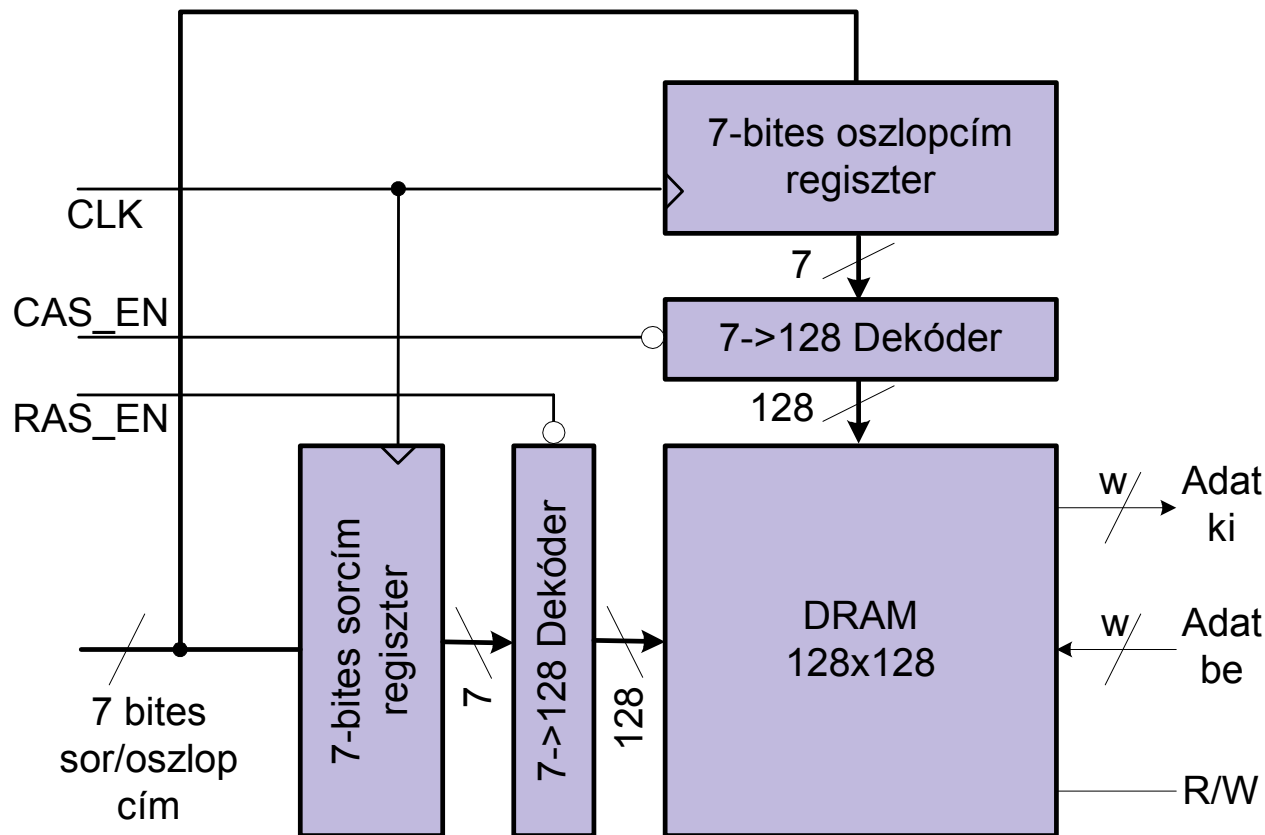 7-bites oszlopcím
regiszter
CLK
7
CAS_EN
7->128 Dekóder
RAS_EN
128
7-bites sorcím
regiszter
7
7->128 Dekóder
128
DRAM
128x128
w
Adat
ki
w
Adat
be
R/W
7 bites
sor/oszlop
cím